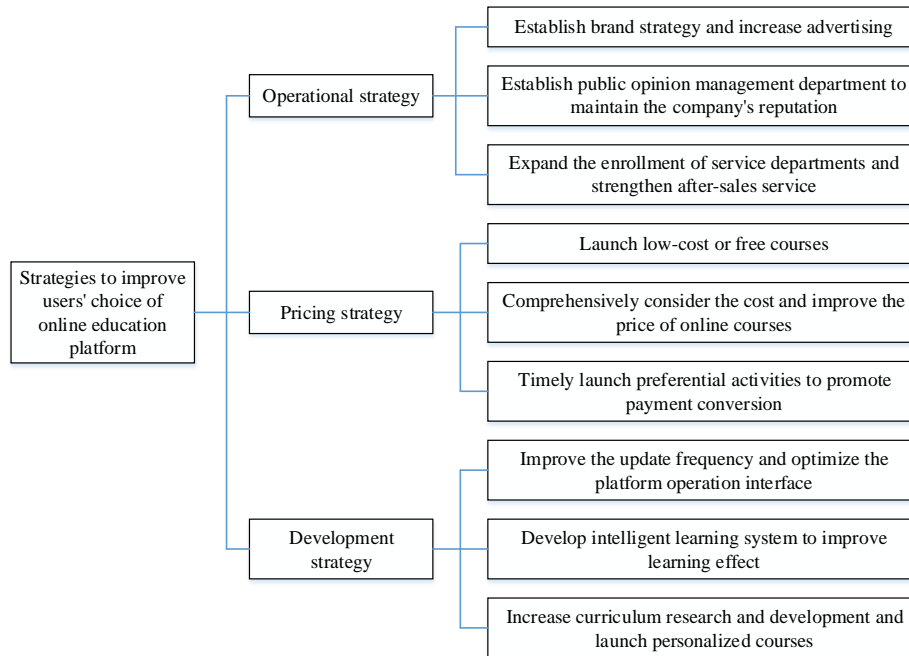 Strategies to improve
users' choice of
online education
platform
Operational strategy
Establish brand strategy and increase advertising
Establish public opinion management department to
maintain the company's reputation
Expand the enrollment of service departments and
strengthen after-sales service
Pricing strategy
Launch low-cost or free courses
Comprehensively consider the cost and improve the
price of online courses
Timely launch preferential activities to promote
payment conversion
Development
strategy
Improve the update frequency and optimize the
platform operation interface
Develop intelligent learning system to improve
learning effect
Increase curriculum research and development and
launch personalized courses